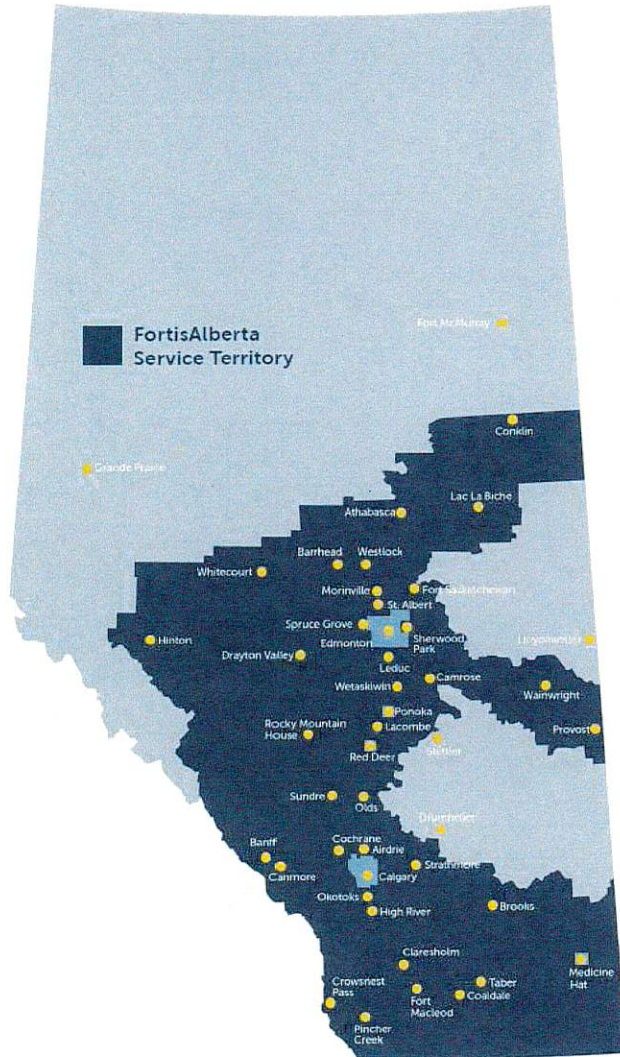 FortisAlberta
Service Territory
Fort McMurray
Conklin
Grande Prairie
Lac La Biche
Athabasca
Barrhead
Westlock
Whitecourt
Morinville
Fort Saskatchewan
St. Albert
Spruce Grove
Edmonton
Sherwood
Park
Hinton
Lloydminster
Drayton Valley
Leduc
Camrose
Wetaskiwin
Wainwright
Ponoka
Rocky Mountain
House
Lacombe
Provost
Red Deer
Stettler
Sundre
Olds
Drumheller
Banff
Cochrane
Airdrie
Canmore
Strathmore
Calgary
Okotoks
High River
Brooks
Claresholm
Medicine
Hat
Crowsnest
Pass
Fort
Macleod
Taber
Coaldale
Pincher
Creek